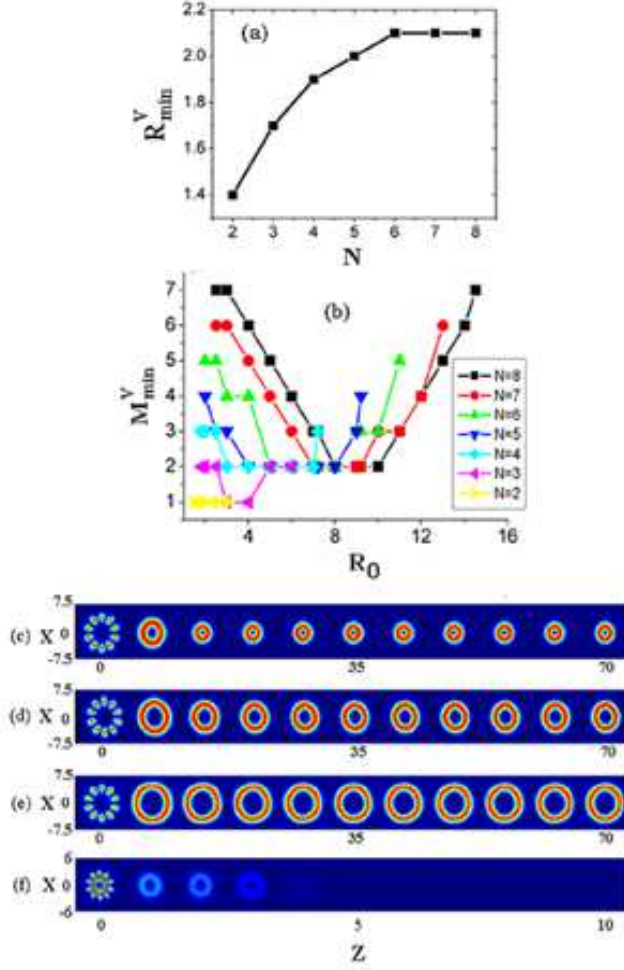 (a)
2.2
2.0
1.8
1.6
1.4
R^V_min
2 3 4 5 6 7 8
N
(b)
7
6
5
4
3
2
1
M^V_min
N=8
N=7
N=6
N=5
N=4
N=3
N=2
4 8 12 16
R_0
(c) X 7.5 0 -7.5
0 35 70
(d) X 7.5 0 -7.5
0 35 70
(e) X 7.5 0 -7.5
0 35 70
(f) X 6 0 -6
0 5 10
Z